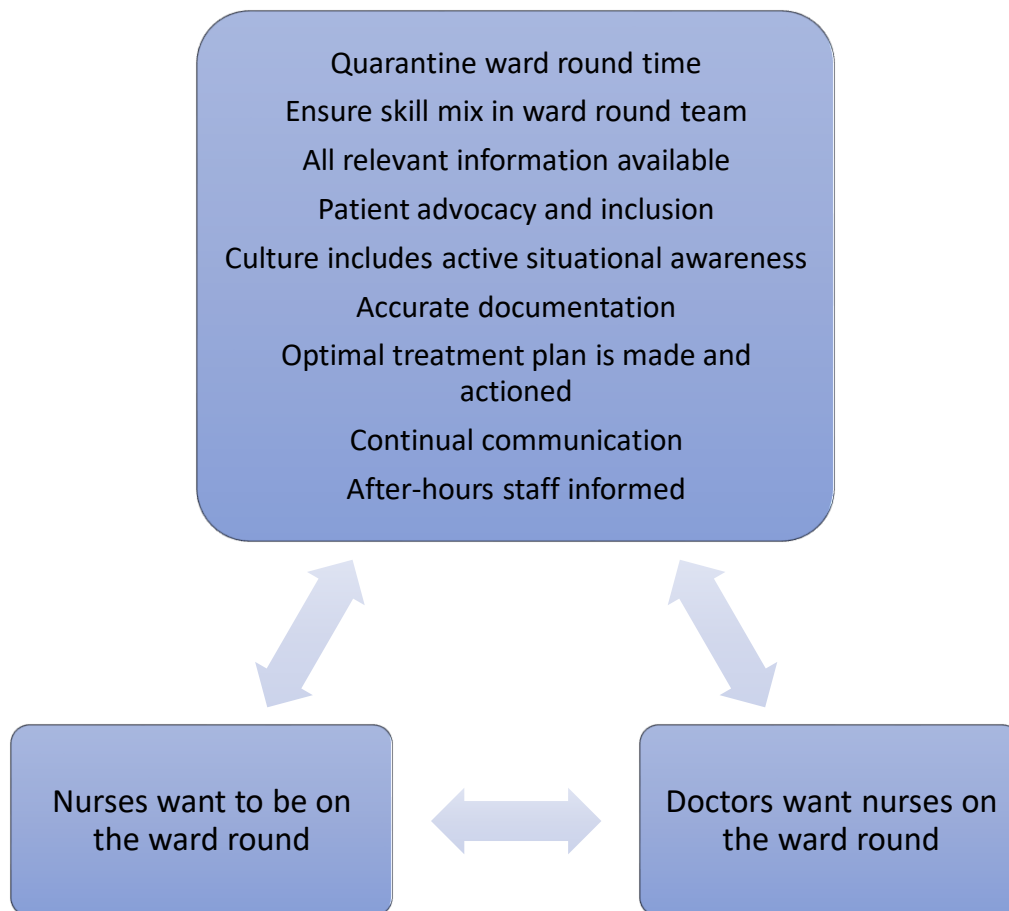 Quarantine ward round time
Ensure skill mix in ward round team
All relevant information available
Patient advocacy and inclusion
Culture includes active situational awareness
Accurate documentation
Optimal treatment plan is made and
actioned
Continual communication
After-hours staff informed
Nurses want to be on
the ward round
Doctors want nurses on
the ward round